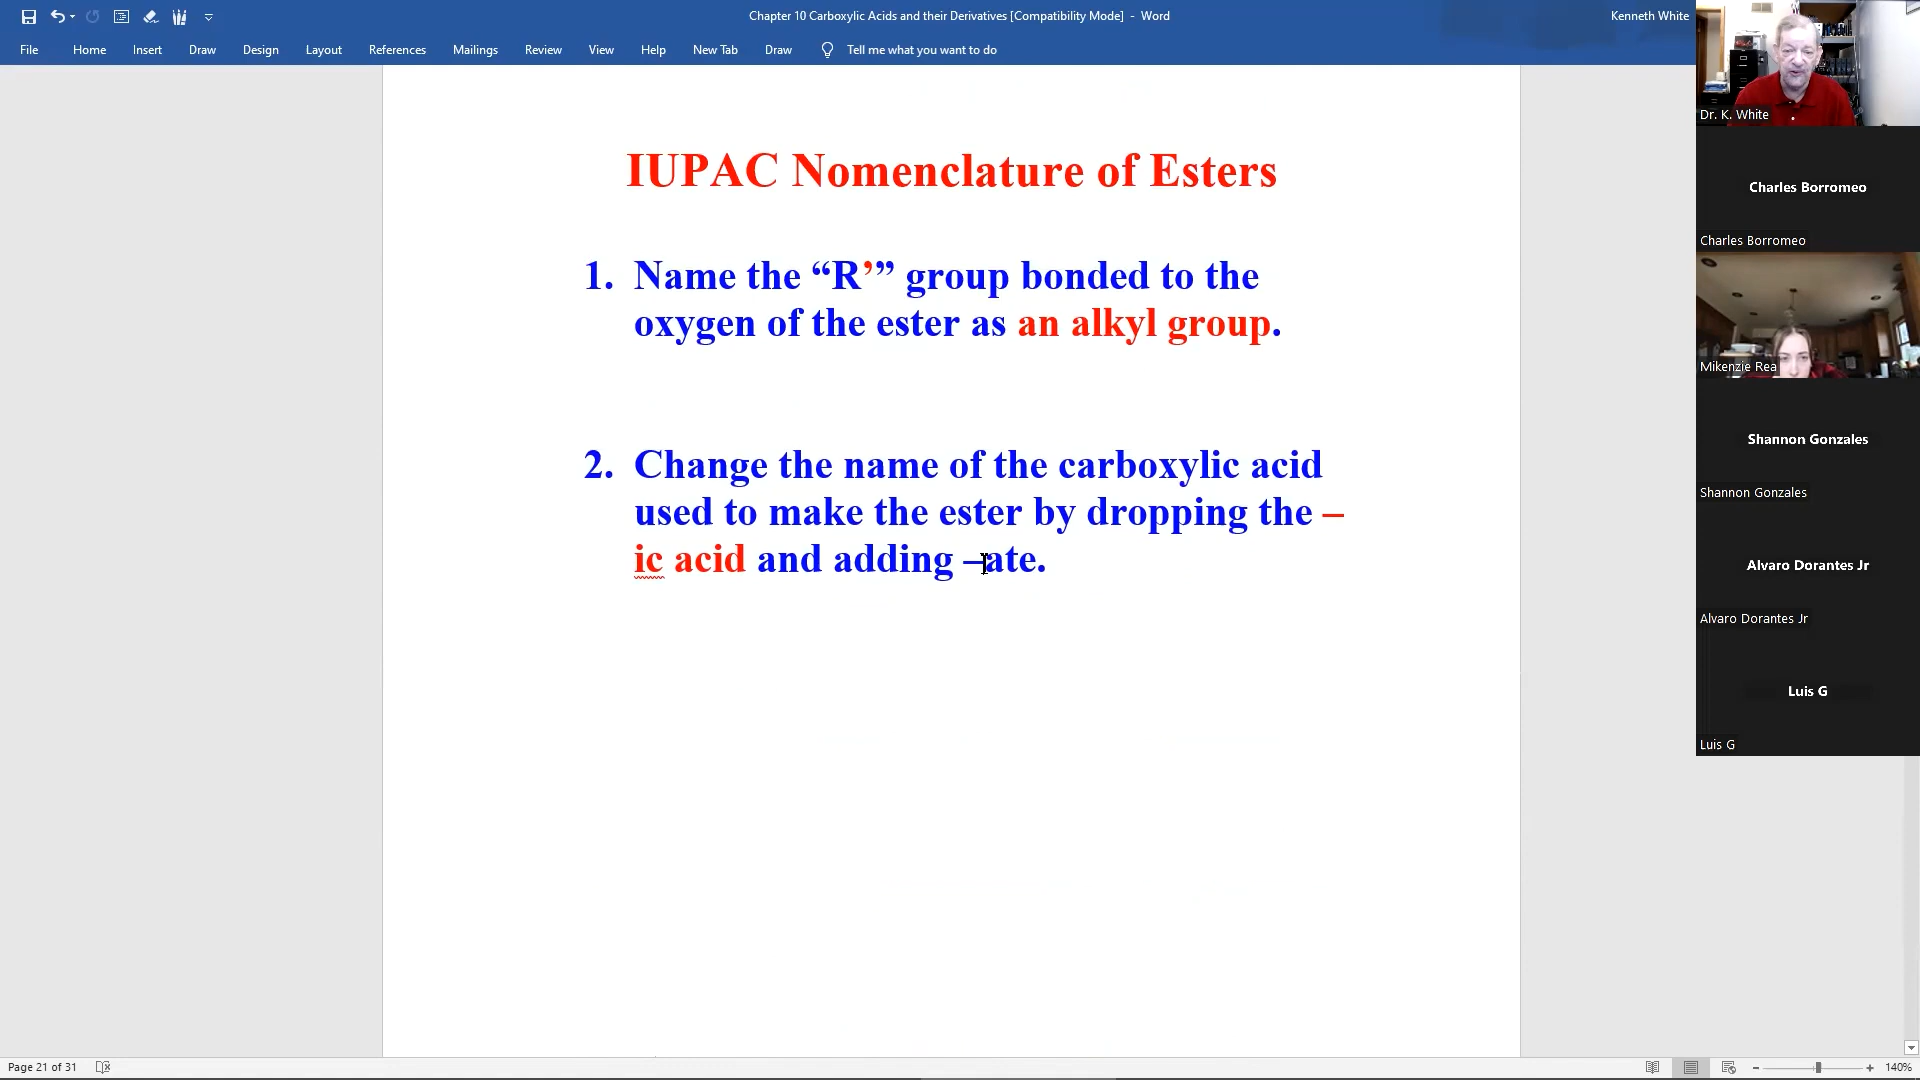 Chapter 10 Carboxylic Acids and their Derivatives [Compatibility Mode] - Word
Kenneth White
File Home Insert Draw Design Layout References Mailings Review View Help New Tab Draw Tell me what you want to do
IUPAC Nomenclature of Esters
1. Name the “R’” group bonded to the
oxygen of the ester as an alkyl group.
2. Change the name of the carboxylic acid
used to make the ester by dropping the –
ic acid and adding –ate.
Dr. K. White
Charles Borromeo
Charles Borromeo
Mikenzie Rea
Shannon Gonzales
Shannon Gonzales
Alvaro Dorantes Jr
Alvaro Dorantes Jr
Luis G
Luis G
Page 21 of 31
140%